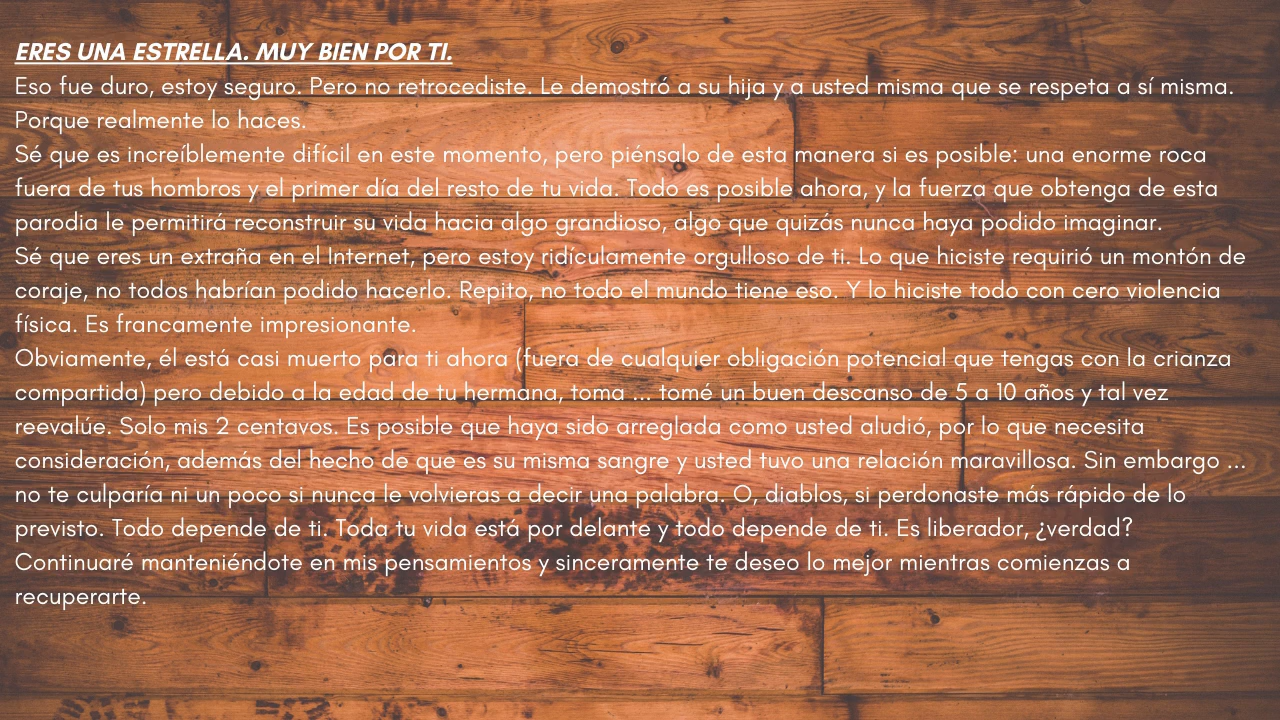 ERES UNA ESTRELLA. MUY BIEN POR TI.
Eso fue duro, estoy seguro. Pero no retrocediste. Le demostró a su hija y a usted misma que se respeta a sí misma.
Porque realmente lo haces.
Sé que es increíblemente difícil en este momento, pero piénsalo de esta manera si es posible: una enorme roca
fuera de tus hombros y el primer día del resto de tu vida. Todo es posible ahora, y la fuerza que obtenga de esta
parodia le permitirá reconstruir su vida hacia algo grandioso, algo que quizás nunca haya podido imaginar.
Sé que eres un extraña en el Internet, pero estoy ridículamente orgulloso de ti. Lo que hiciste requirió un montón de
coraje, no todos habrían podido hacerlo. Repito, no todo el mundo tiene eso. Y lo hiciste todo con cero violencia
física. Es francamente impresionante.
Obviamente, él está casi muerto para ti ahora (fuera de cualquier obligación potencial que tengas con la crianza
compartida) pero debido a la edad de tu hermana, toma ... tomé un buen descanso de 5 a 10 años y tal vez
reevalúe. Solo mis 2 centavos. Es posible que haya sido arreglada como usted aludió, por lo que necesita
consideración, además del hecho de que es su misma sangre y usted tuvo una relación maravillosa. Sin embargo ...
no te culparía ni un poco si nunca le volvieras a decir una palabra. O, diablos, si perdonaste más rápido de lo
previsto. Todo depende de ti. Toda tu vida está por delante y todo depende de ti. Es liberador, ¿verdad?
Continuaré manteniéndote en mis pensamientos y sinceramente te deseo lo mejor mientras comienzas a
recuperarte.